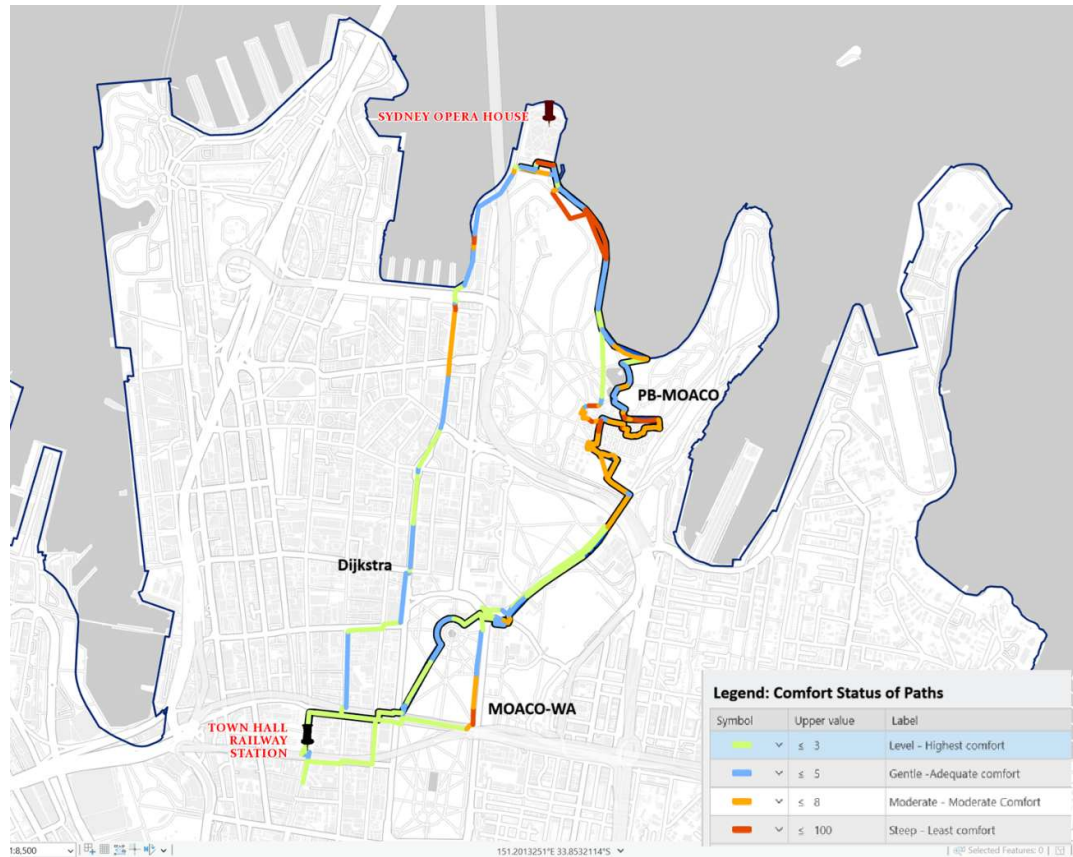 SYDNEY OPERA HOUSE
PB-MOACO
Dijkstra
MOACO-WA
TOWN HALL
RAILWAY
STATION
Legend: Comfort Status of Paths
Symbol Upper value Label
≤ 3 Level - Highest comfort
≤ 5 Gentle -Adequate comfort
≤ 8 Moderate - Moderate Comfort
≤ 100 Steep - Least comfort
1:8,500 151.2013251°E 33.8532114°S Selected Features: 0